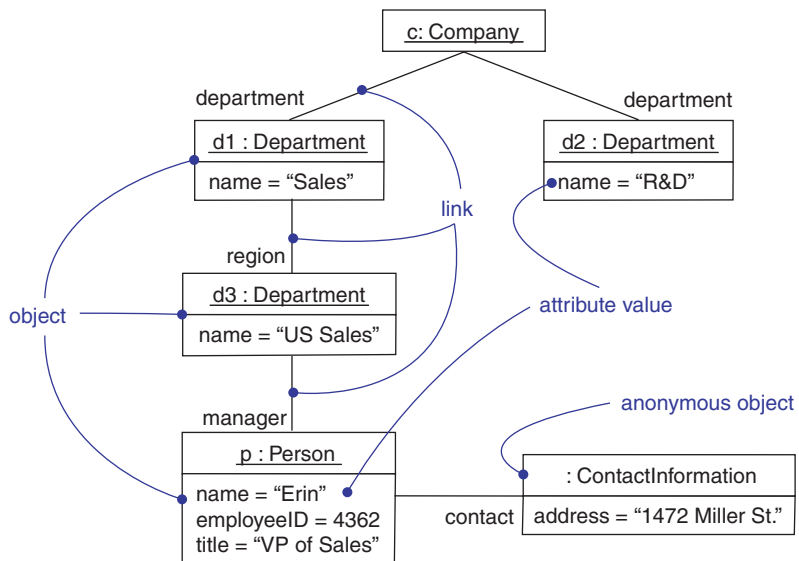 c: Company
department
department
d1 : Department
d2 : Department
name = “Sales”
name = “R&D”
link
region
d3 : Department
object
attribute value
name = “US Sales”
manager
anonymous object
p : Person
: ContactInformation
name = “Erin”
employeeID = 4362
contact
address = “1472 Miller St.”
title = “VP of Sales”